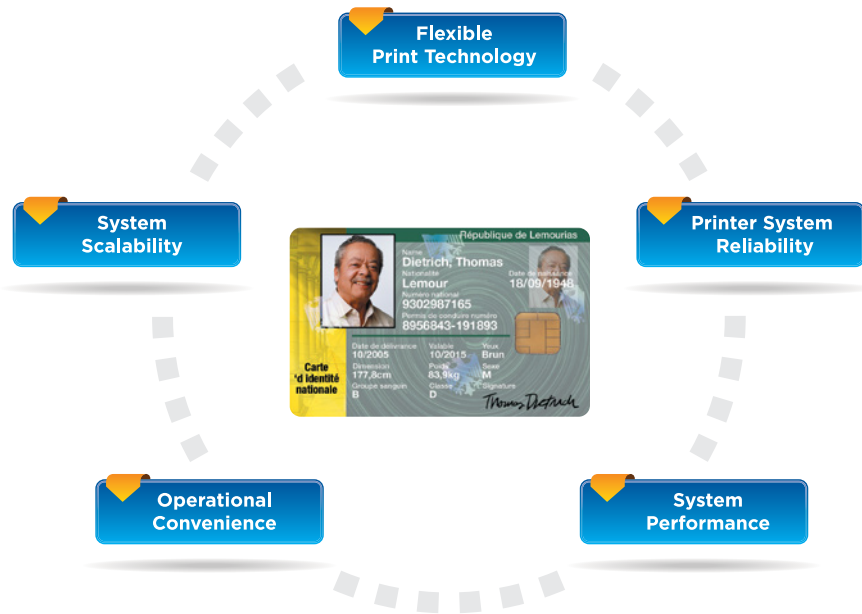 Flexible
Print Technology
System
Scalability
Printer System
Reliability
République de Lemourias
Name
Dietrich, Thomas
Nationalité
Lemour
Date de naissance
18/09/1948
Numéro national
9302987165
Permis de conduire numéro
8956843-191893
Date de délivrance
10/2005
Valable
10/2015
Yeux
Brun
Dimension
177,8cm
Poids
83,9kg
Sexe
M
Groupe sanguin
B
Classe
D
Signature
Thomas Dietrich
Carte
'd identité
nationale
Operational
Convenience
System
Performance